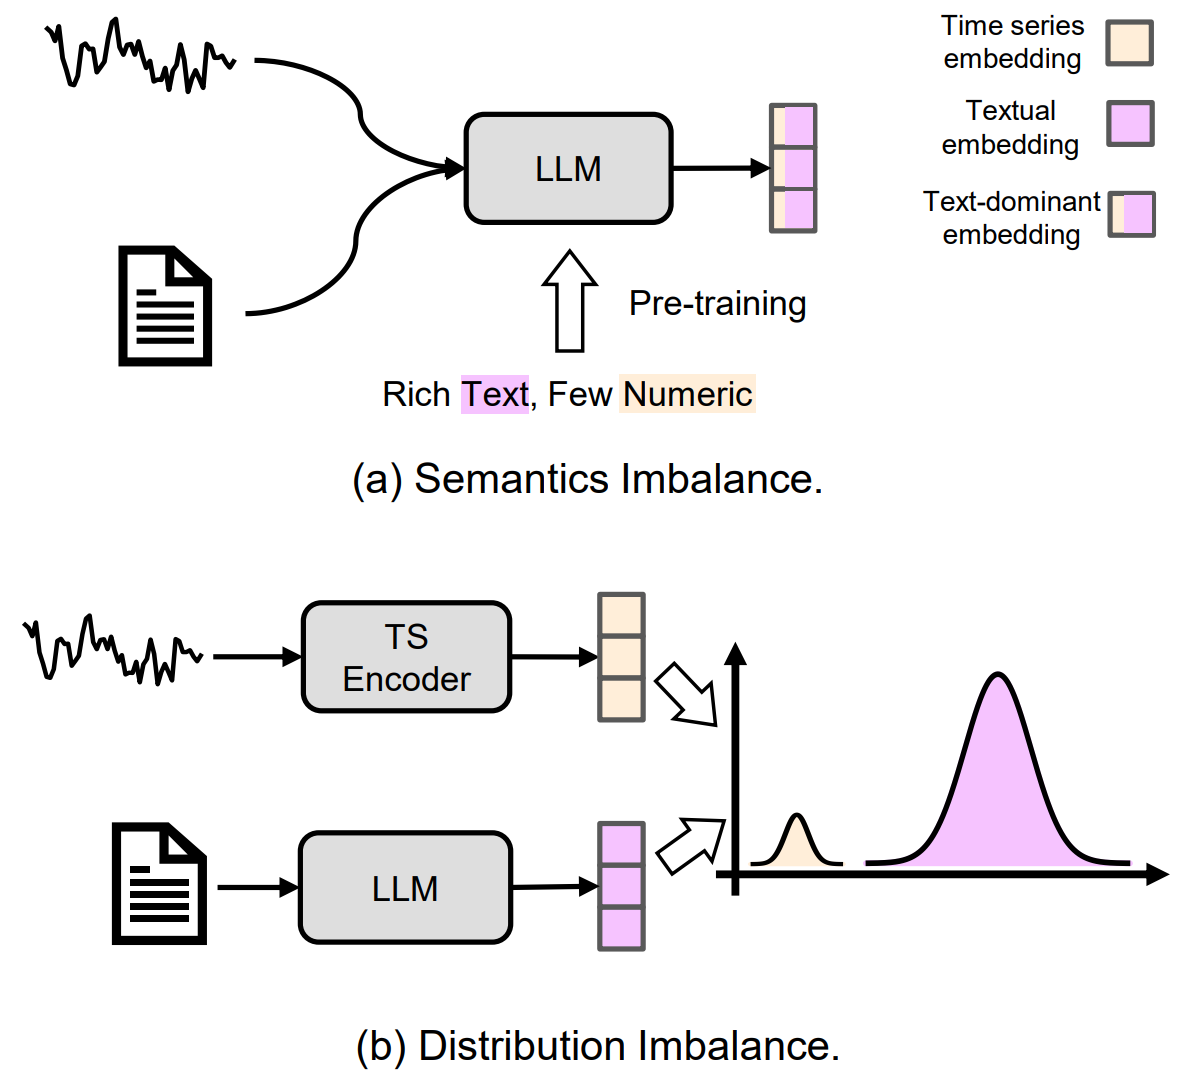 Time series
embedding
Textual
embedding
Text-dominant
embedding
LLM
Pre-training
Rich Text, Few Numeric
(a) Semantics Imbalance.
TS
Encoder
LLM
(b) Distribution Imbalance.